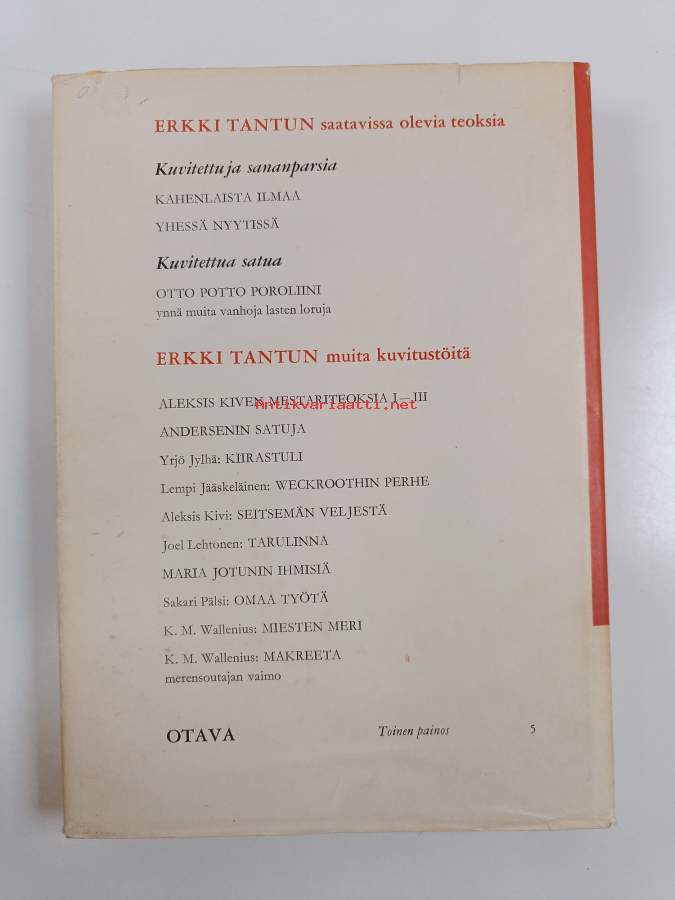 ERKKI TANTUN saatavissa olevia teoksia
Kuvitettuja sananparsia
KAHENLAISTA ILMAA
YHESSÄ NYYTISSÄ
Kuvitettua satua
OTTO POTTO POROLIINI
ynnä muita vanhoja lasten loruja
ERKKI TANTUN muita kuvitustöitä
ALEKSIS KIVEN MESTARITEOKSIA I—III
Antikvariaatti.net
ANDERSENIN SATUJA
Yrjö Jylhä: KIIRASTULI
Lempi Jääskeläinen: WECKROOTHIN PERHE
Aleksis Kivi: SEITSEMÄN VELJESTÄ
Joel Lehtonen: TARULINNA
MARIA JOTUNIN IHMISIÄ
Sakari Pälsi: OMAA TYÖTÄ
K. M. Wallenius: MIESTEN MERI
K. M. Wallenius: MAKREETA
merensoutajan vaimo
OTAVA Toinen painos 5